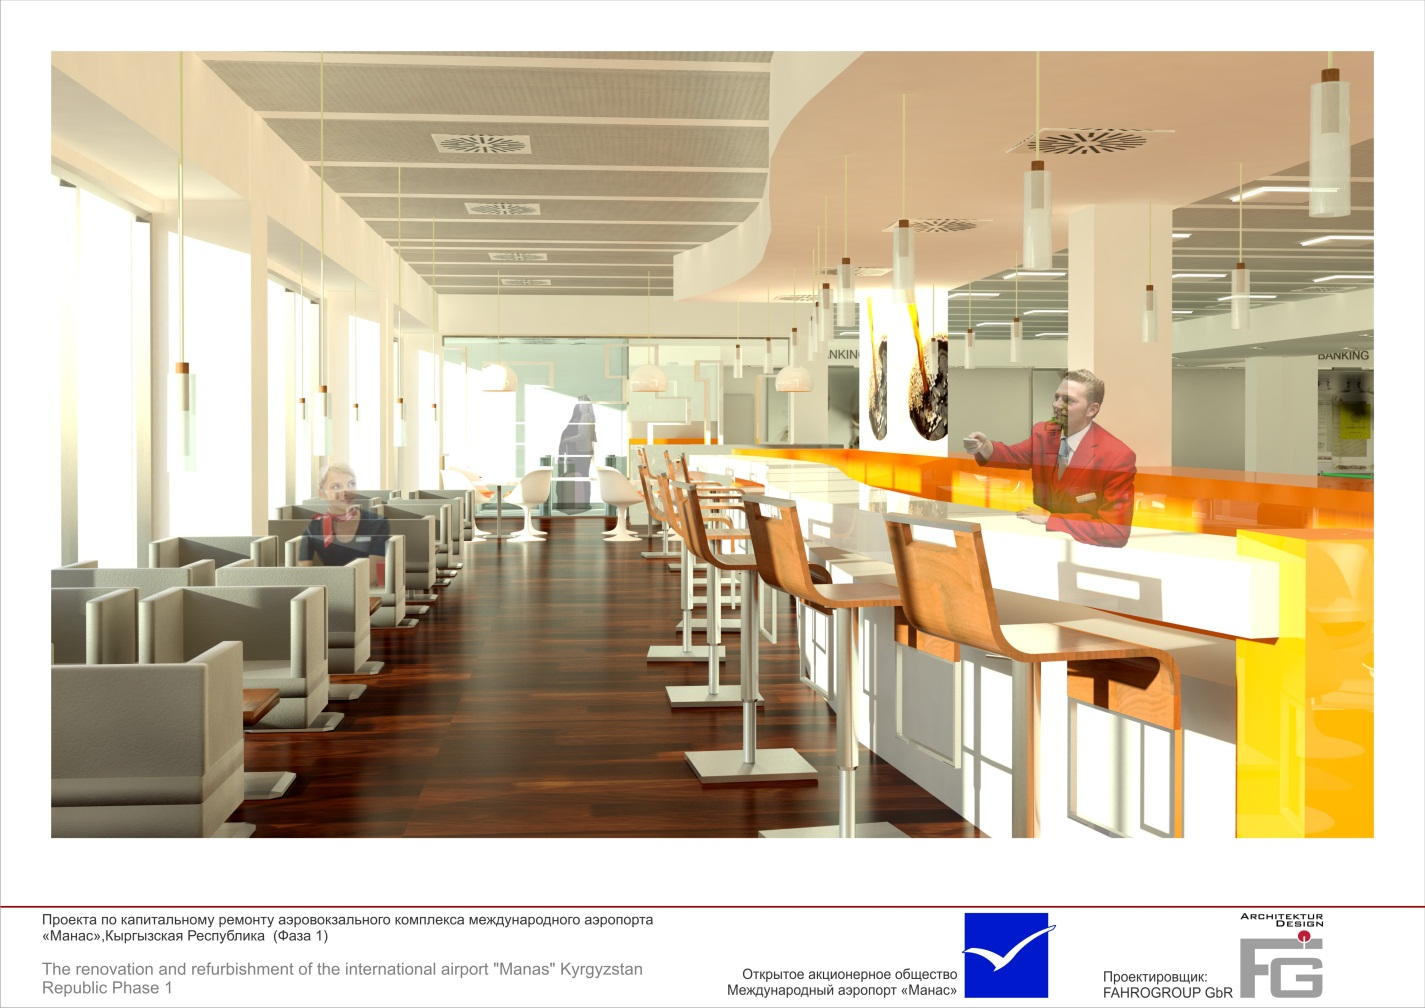 BANKING
Проекта по капитальному ремонту аэровокзального комплекса международного аэропорта
«Манас»,Кыргызская Республика (Фаза 1)
The renovation and refurbishment of the international airport "Manas" Kyrgyzstan
Republic Phase 1
Открытое акционерное общество
Международный аэропорт «Манас»
Проектировщик:
FAHROGROUP GbR
ARCHITEKTUR
DESIGN
FG